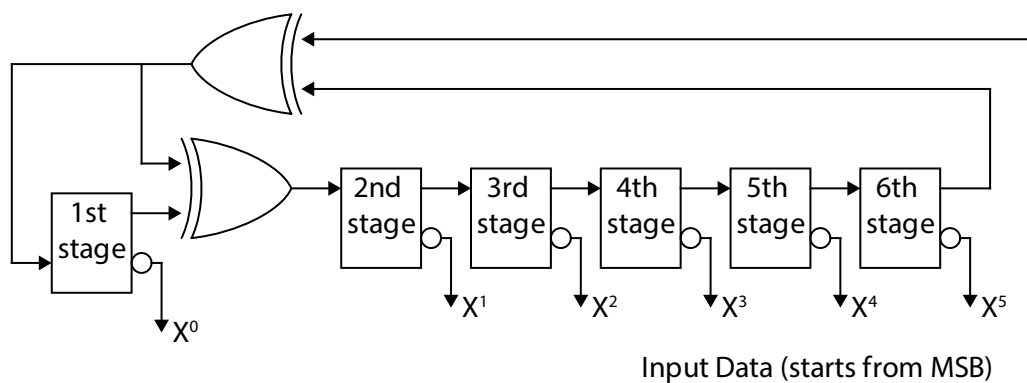 1st
stage
2nd
stage
3rd
stage
4th
stage
5th
stage
6th
stage
X⁰
X¹
X²
X³
X⁴
X⁵
Input Data (starts from MSB)